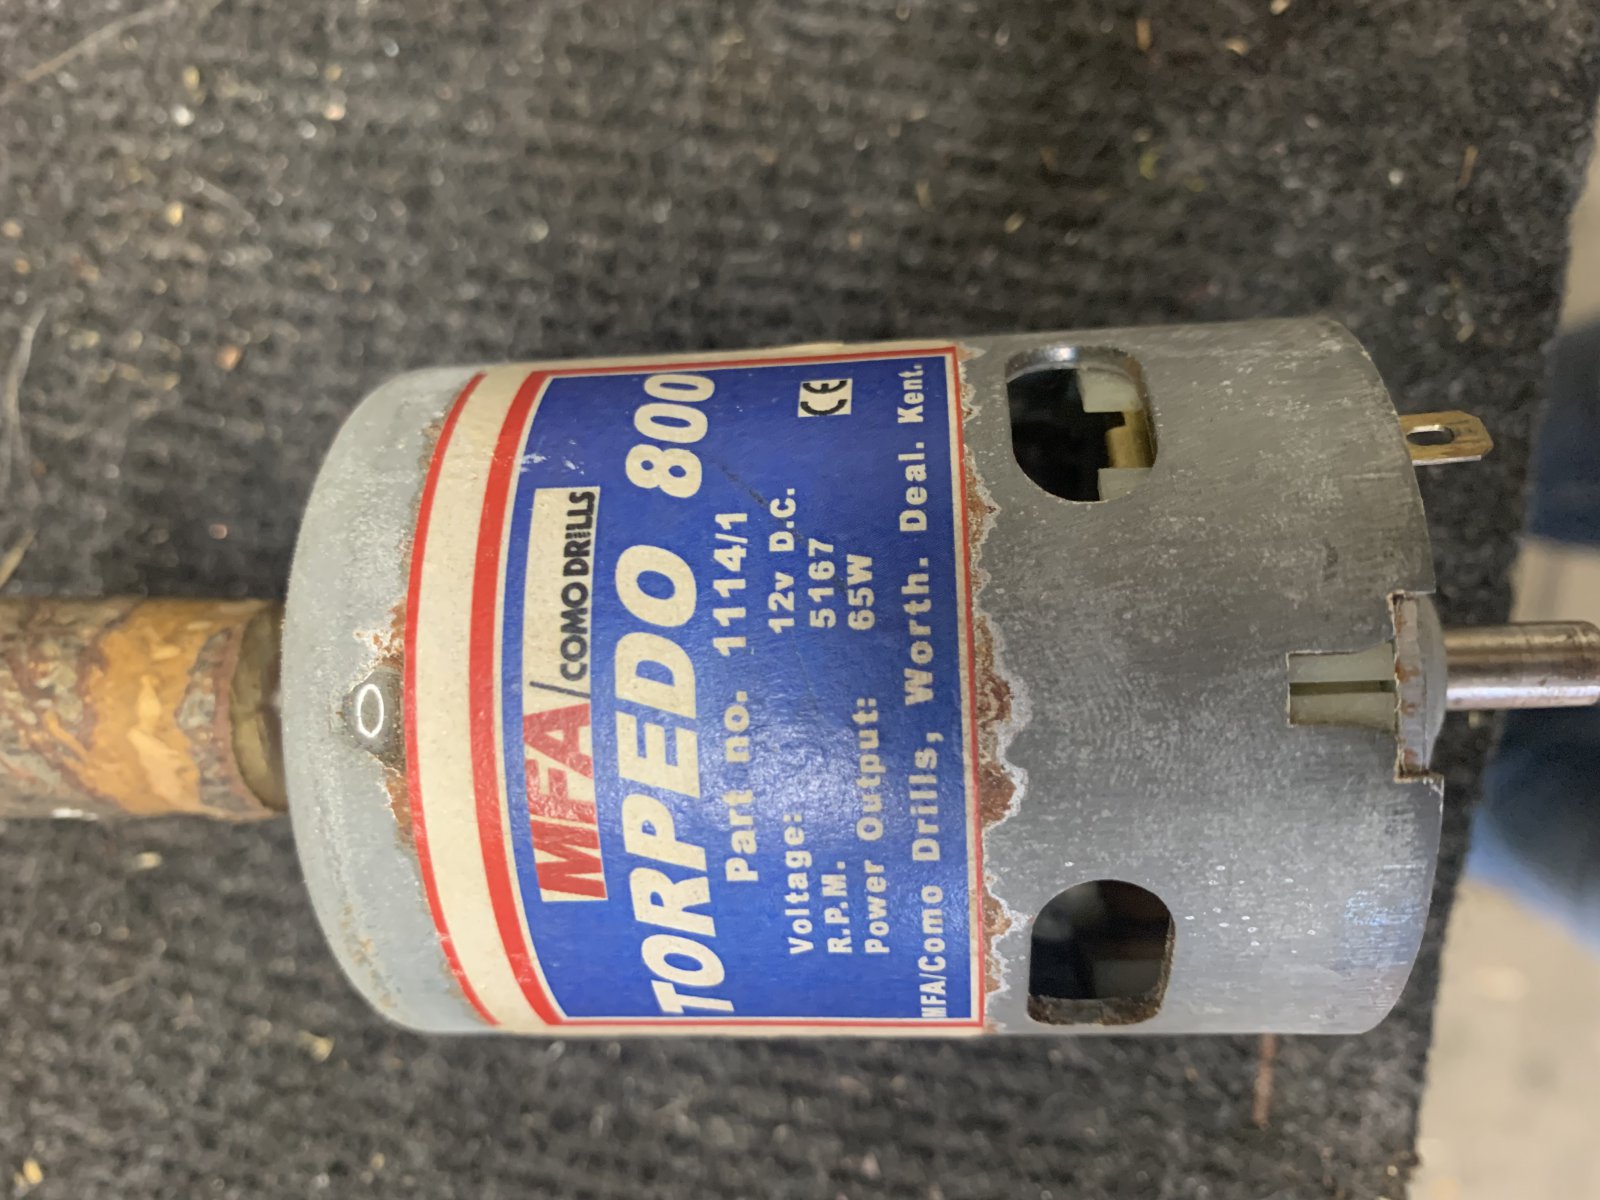 MFA/COMO DRILLS
TORPEDO 800
Part no. 1114/1
Voltage: 12v D.C.
R.P.M. 5167
Power Output: 65W
CE
MFA/Como Drills, Worth. Deal. Kent.